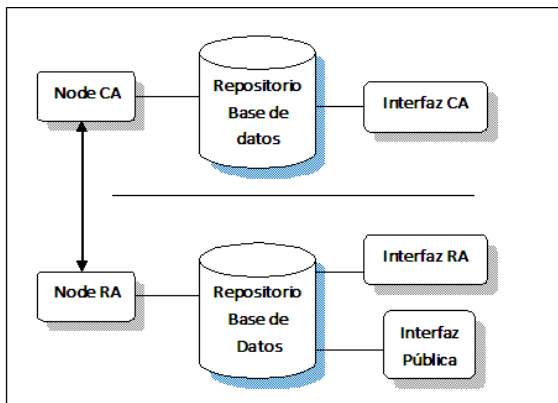 Node CA
Repositorio
Base de
datos
Interfaz CA
Node RA
Repositorio
Base de
Datos
Interfaz RA
Interfaz
Pública